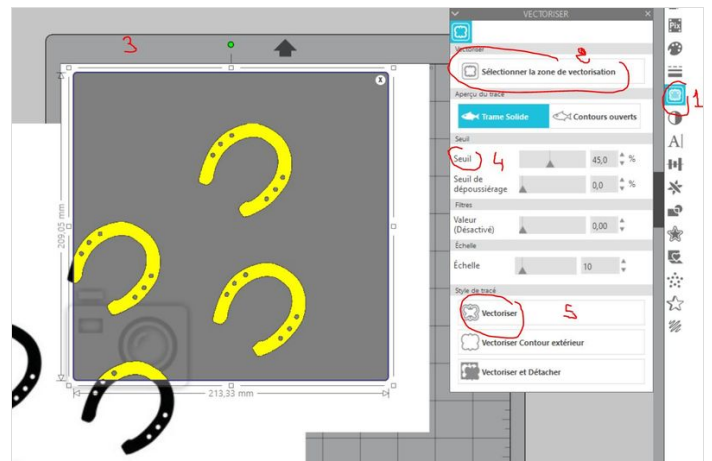 VECTORISER
Pix
3
Vectoriser
2
Sélectionner la zone de vectorisation
Aperçu du tracé
1
Trame Solide
Contours ouverts
Seuil
A
Seuil
4
45,0
%
Seuil de
dépoussiérage
0,0
%
Filtres
Valeur
(Désactivé)
0,00
Échelle
Échelle
10
Style de tracé
Vectoriser
5
Vectoriser Contour extérieur
Vectoriser et Détacher
209,05 mm
213,33 mm
x